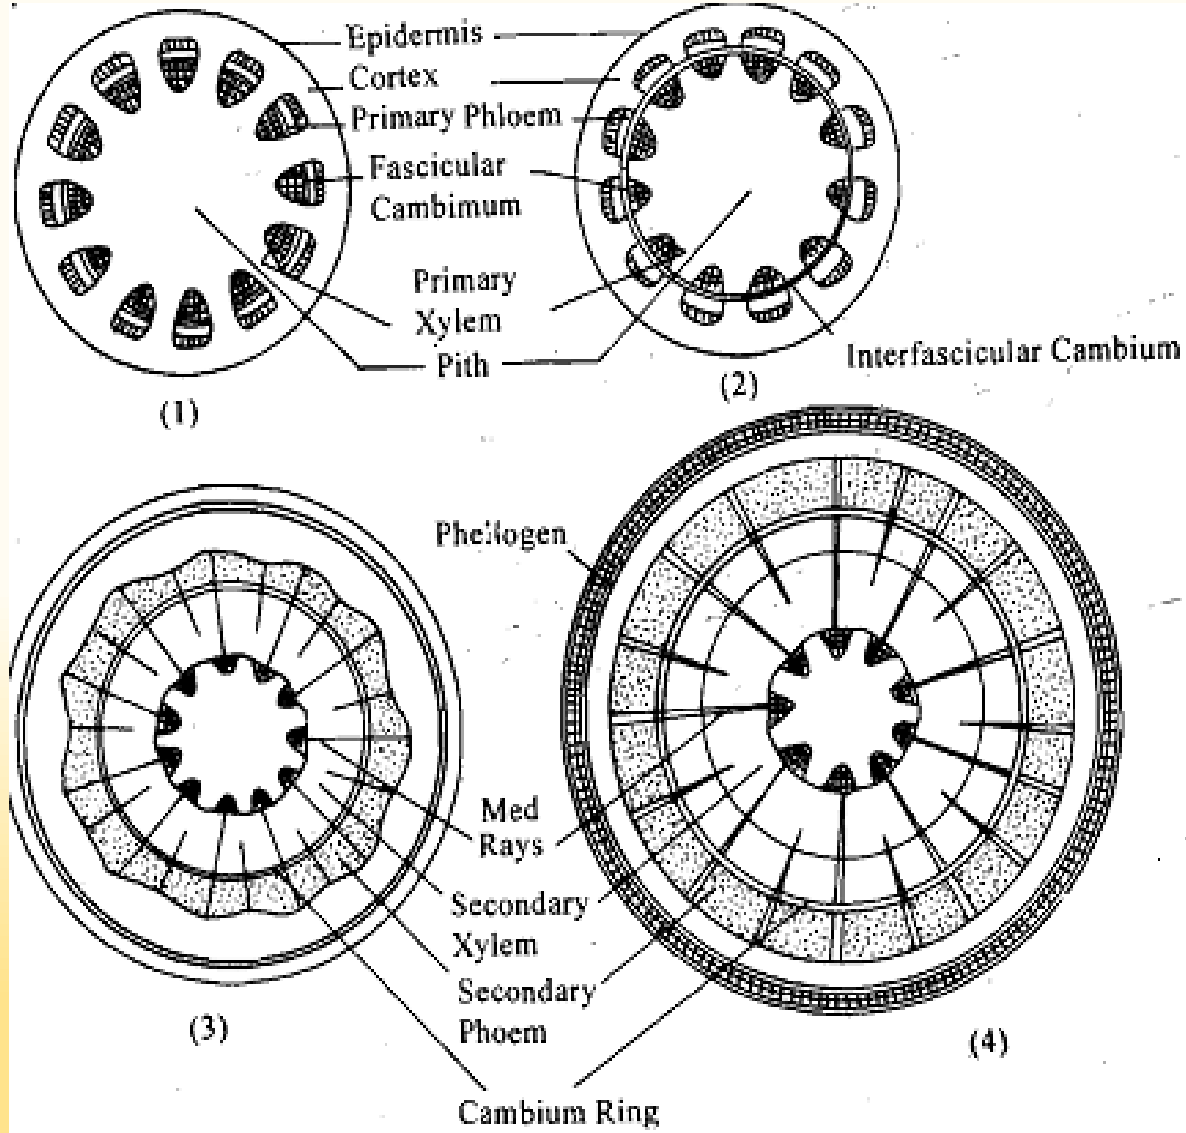 Epidermis
Cortex
Primary Phloem
Fascicular
Cambimum
Primary
Xylem
Pith
Interfascicular Cambium
(1)
(2)
Phellogen
Med
Rays
Secondary
Xylem
Secondary
Phoem
(3)
(4)
Cambium Ring